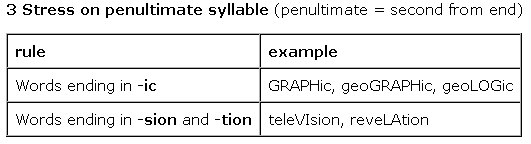 3 Stress on penultimate syllable (penultimate = second from end)
rule example
Words ending in -ic GRAPHic, geoGRAPHic, geoLOGic
Words ending in -sion and -tion teleVIsion, reveLAtion